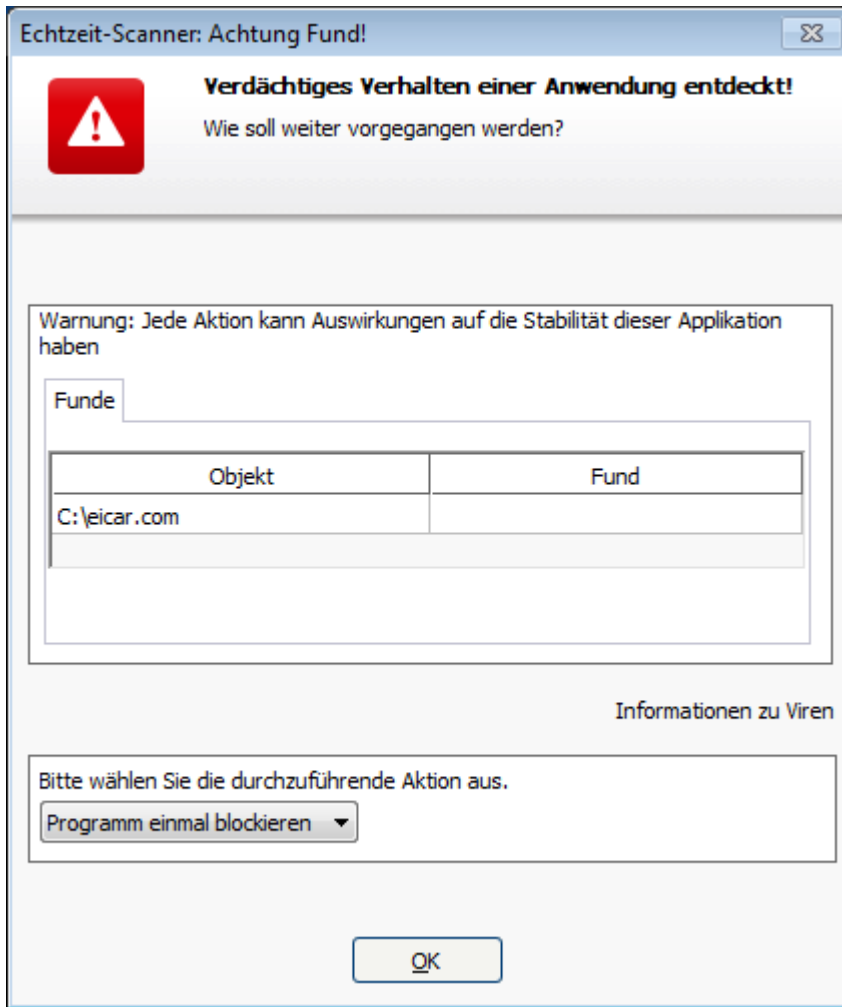 Echtzeit-Scanner: Achtung Fund!
Verdächtiges Verhalten einer Anwendung entdeckt!
Wie soll weiter vorgegangen werden?
Warnung: Jede Aktion kann Auswirkungen auf die Stabilität dieser Applikation
haben
Funde
Objekt Fund
C:\eicar.com
Informationen zu Viren
Bitte wählen Sie die durchzuführende Aktion aus.
Programm einmal blockieren
OK